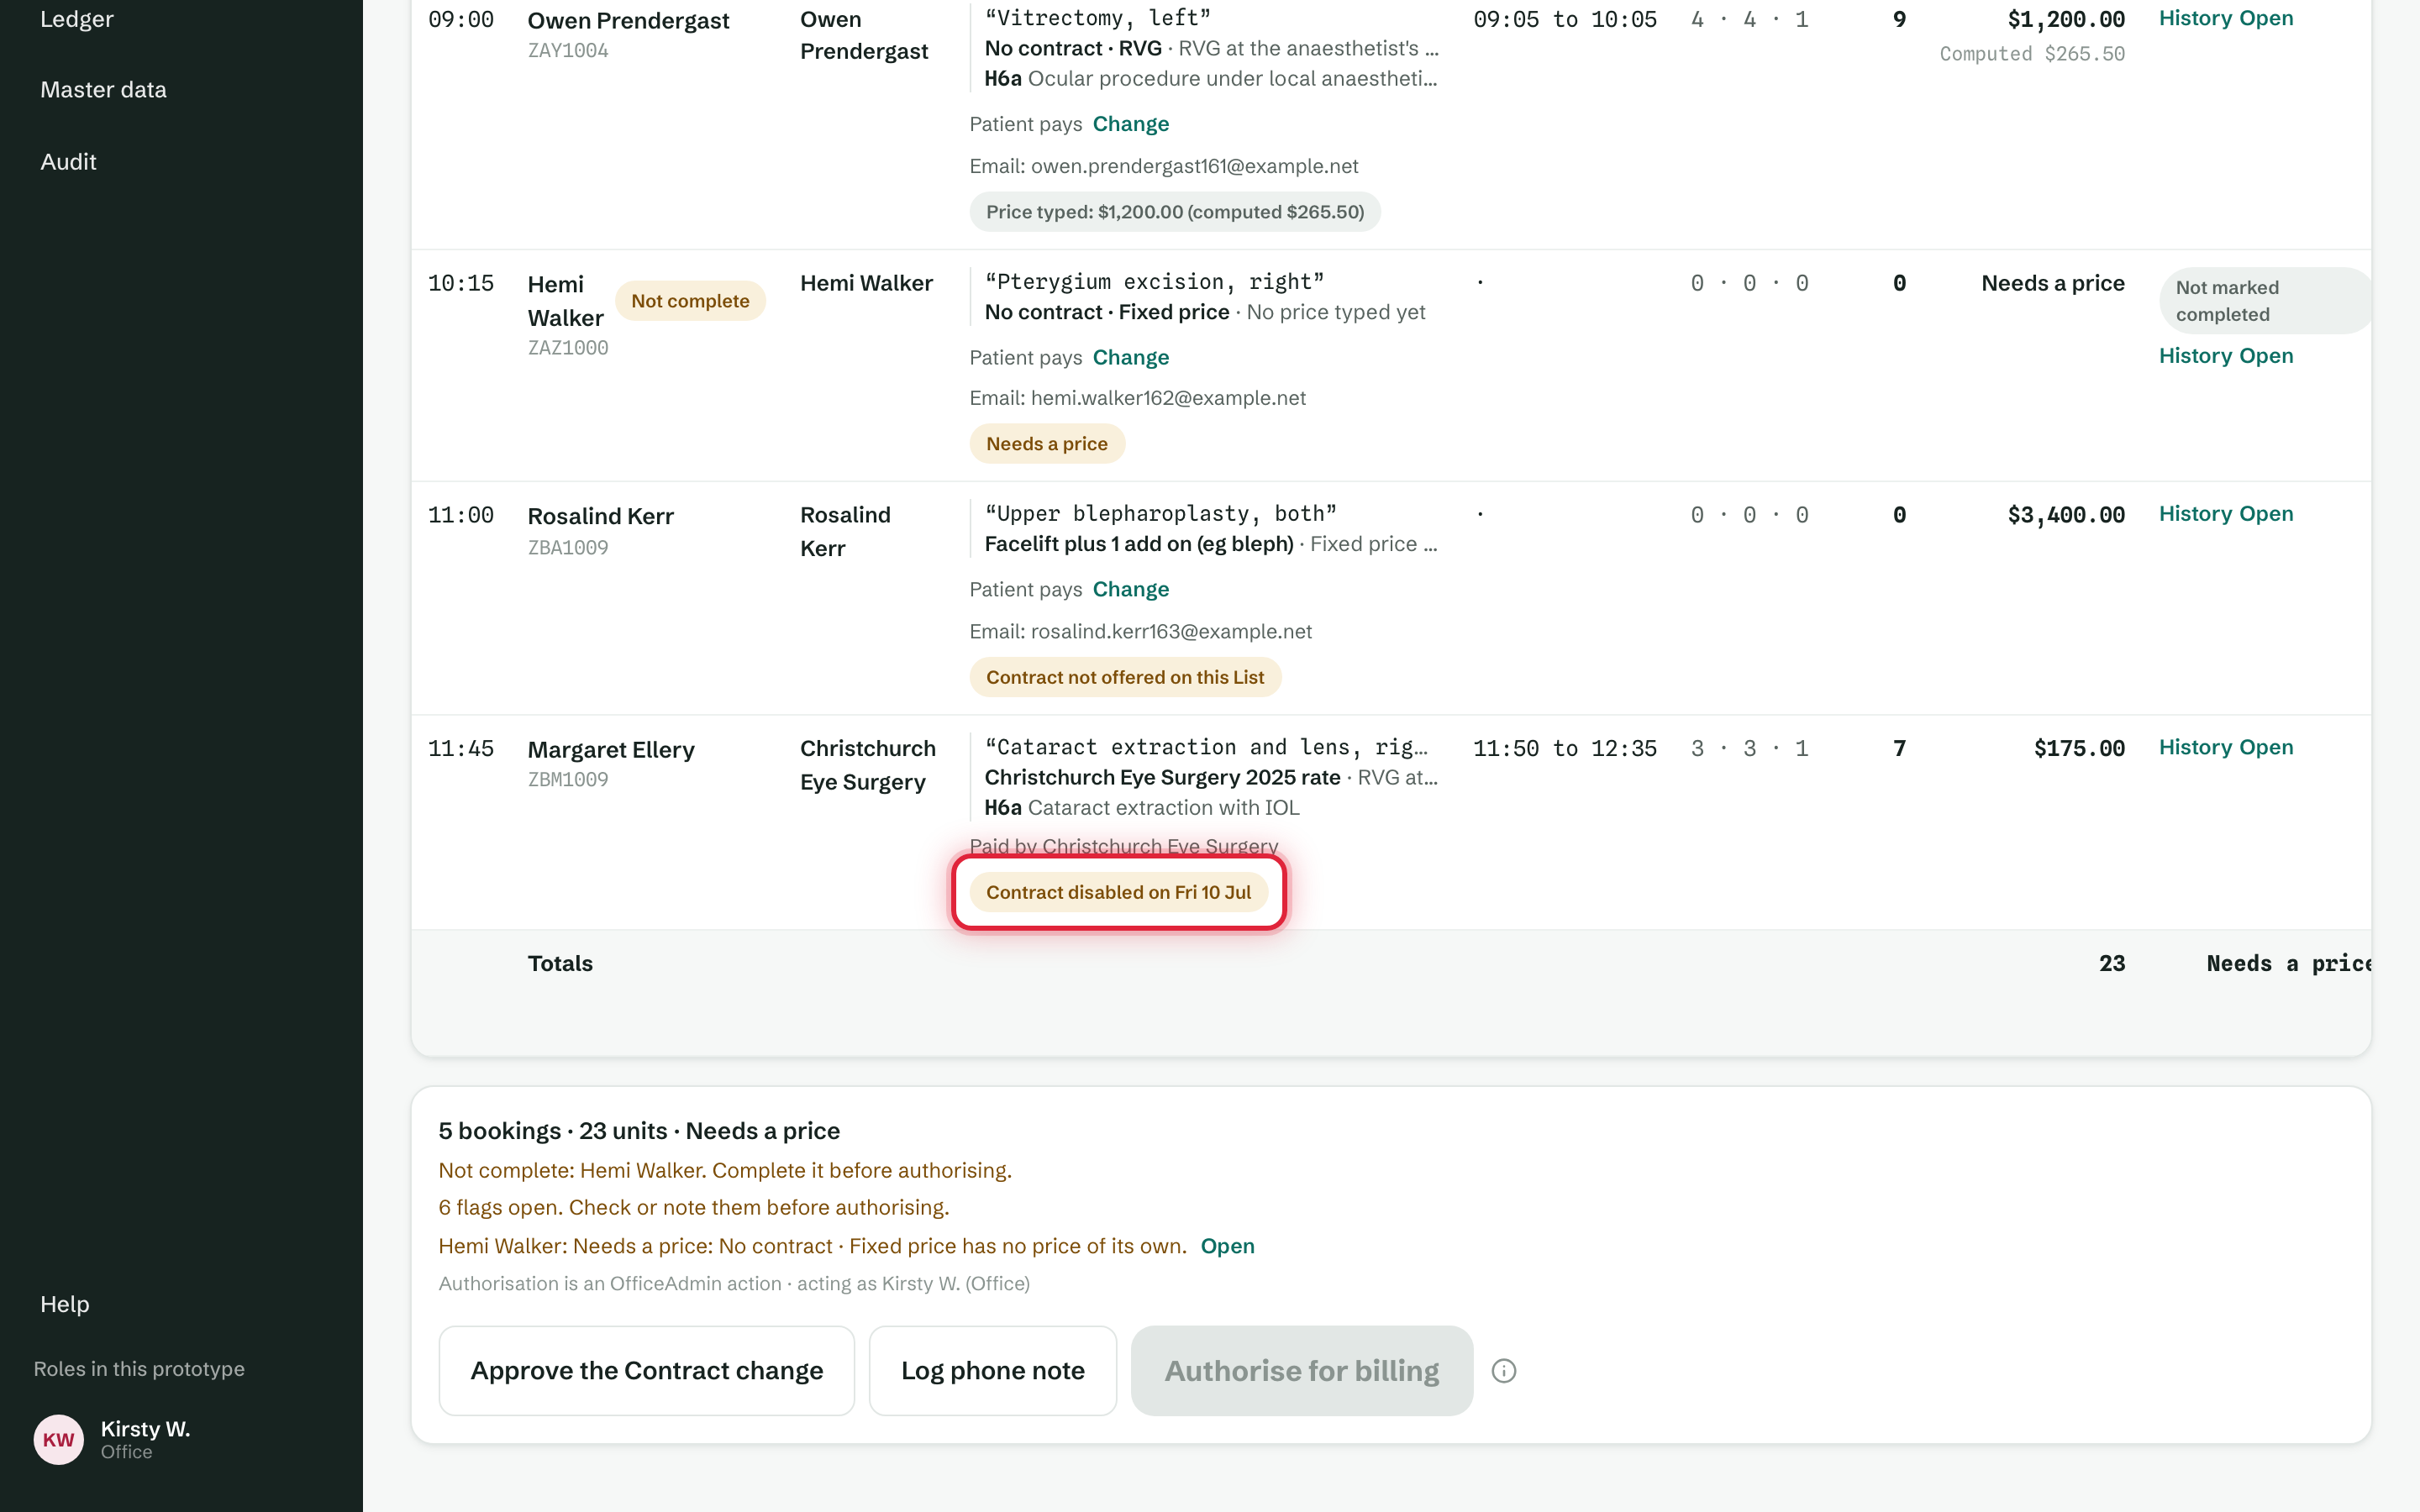 Ledger
Master data
Audit
Help
Roles in this prototype
KW
Kirsty W.
Office
09:00
Owen Prendergast
ZAY1004
Owen
Prendergast
“Vitrectomy, left”
No contract · RVG · RVG at the anaesthetist's ...
H6a Ocular procedure under local anaestheti...
Patient pays Change
Email: owen.prendergast161@example.net
Price typed: $1,200.00 (computed $265.50)
09:05 to 10:05
4 · 4 · 1
9
$1,200.00
Computed $265.50
History Open
10:15
Hemi
Walker
Not complete
ZAZ1000
Hemi Walker
“Pterygium excision, right”
No contract · Fixed price · No price typed yet
Patient pays Change
Email: hemi.walker162@example.net
Needs a price
·
0 · 0 · 0
0
Needs a price
Not marked
completed
History Open
11:00
Rosalind Kerr
ZBA1009
Rosalind
Kerr
“Upper blepharoplasty, both”
Facelift plus 1 add on (eg bleph) · Fixed price ...
Patient pays Change
Email: rosalind.kerr163@example.net
Contract not offered on this List
·
0 · 0 · 0
0
$3,400.00
History Open
11:45
Margaret Ellery
ZBM1009
Christchurch
Eye Surgery
“Cataract extraction and lens, rig...
Christchurch Eye Surgery 2025 rate · RVG at...
H6a Cataract extraction with IOL
Paid by Christchurch Eye Surgery
Contract disabled on Fri 10 Jul
11:50 to 12:35
3 · 3 · 1
7
$175.00
History Open
Totals
23
Needs a price
5 bookings · 23 units · Needs a price
Not complete: Hemi Walker. Complete it before authorising.
6 flags open. Check or note them before authorising.
Hemi Walker: Needs a price: No contract · Fixed price has no price of its own. Open
Authorisation is an OfficeAdmin action · acting as Kirsty W. (Office)
Approve the Contract change
Log phone note
Authorise for billing